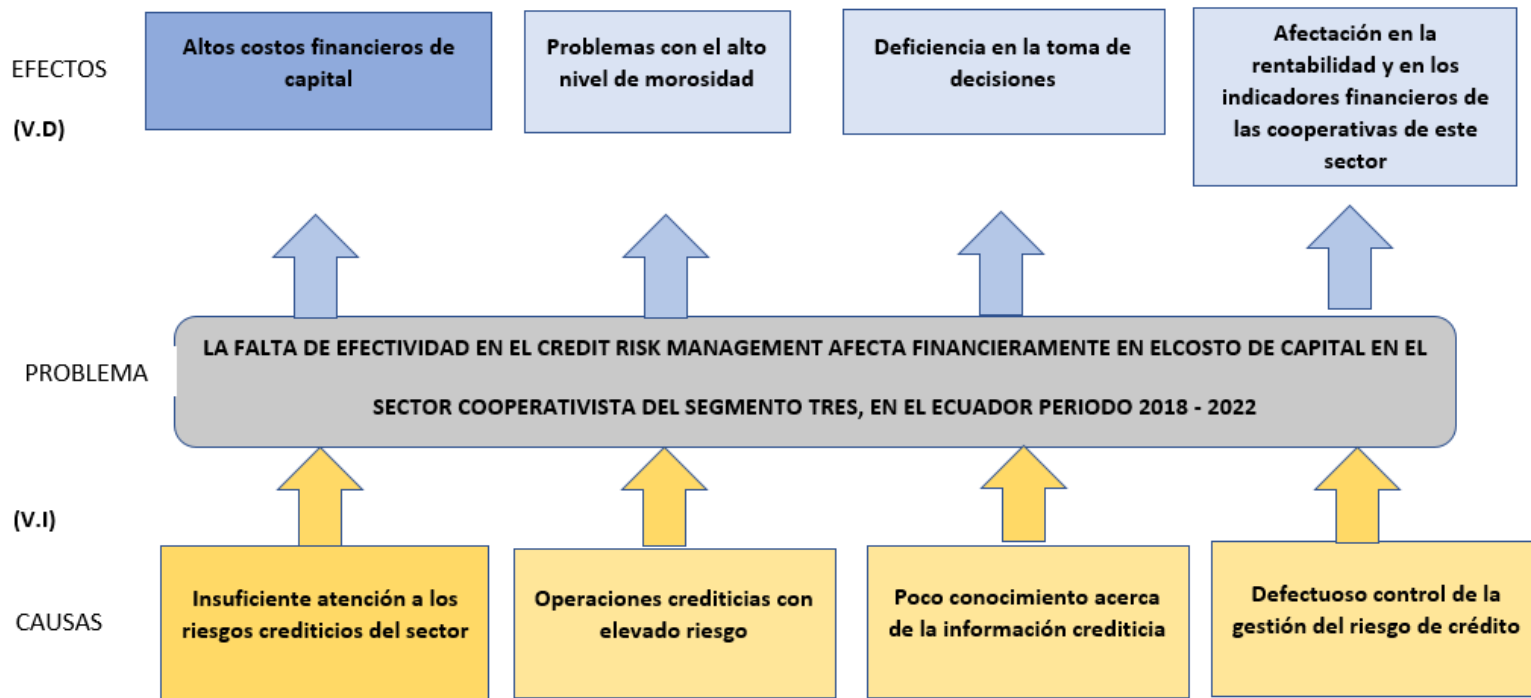 EFECTOS
(V.D)
Altos costos financieros de
capital
Problemas con el alto
nivel de morosidad
Deficiencia en la toma de
decisiones
Afectación en la
rentabilidad y en los
indicadores financieros de
las cooperativas de este
sector
PROBLEMA
LA FALTA DE EFECTIVIDAD EN EL CREDIT RISK MANAGEMENT AFECTA FINANCIERAMENTE EN ELCOSTO DE CAPITAL EN EL
SECTOR COOPERATIVISTA DEL SEGMENTO TRES, EN EL ECUADOR PERIODO 2018 - 2022
(V.I)
CAUSAS
Insuficiente atención a los
riesgos crediticios del sector
Operaciones crediticias con
elevado riesgo
Poco conocimiento acerca
de la información crediticia
Defectuoso control de la
gestión del riesgo de crédito